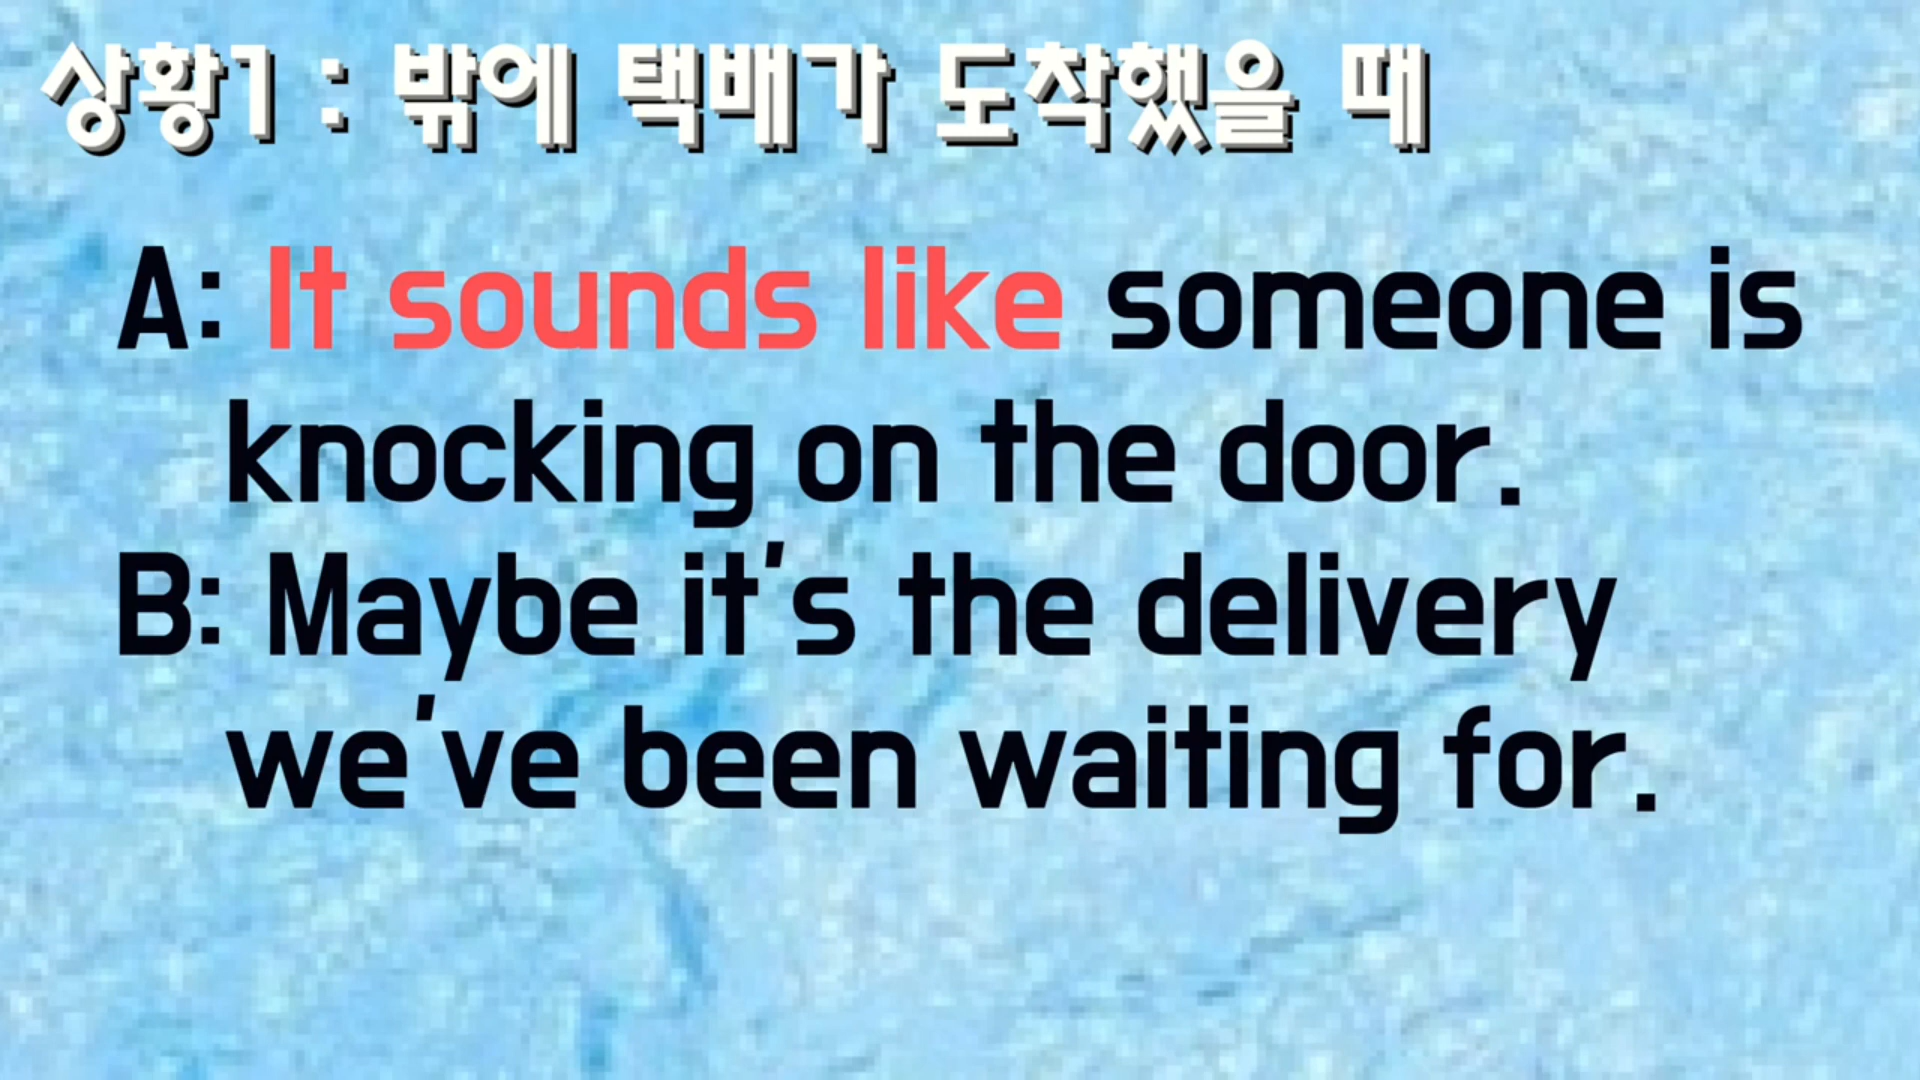 상황1 : 밖에 택배가 도착했을 때
A: It sounds like someone is
knocking on the door.
B: Maybe it's the delivery
we've been waiting for.